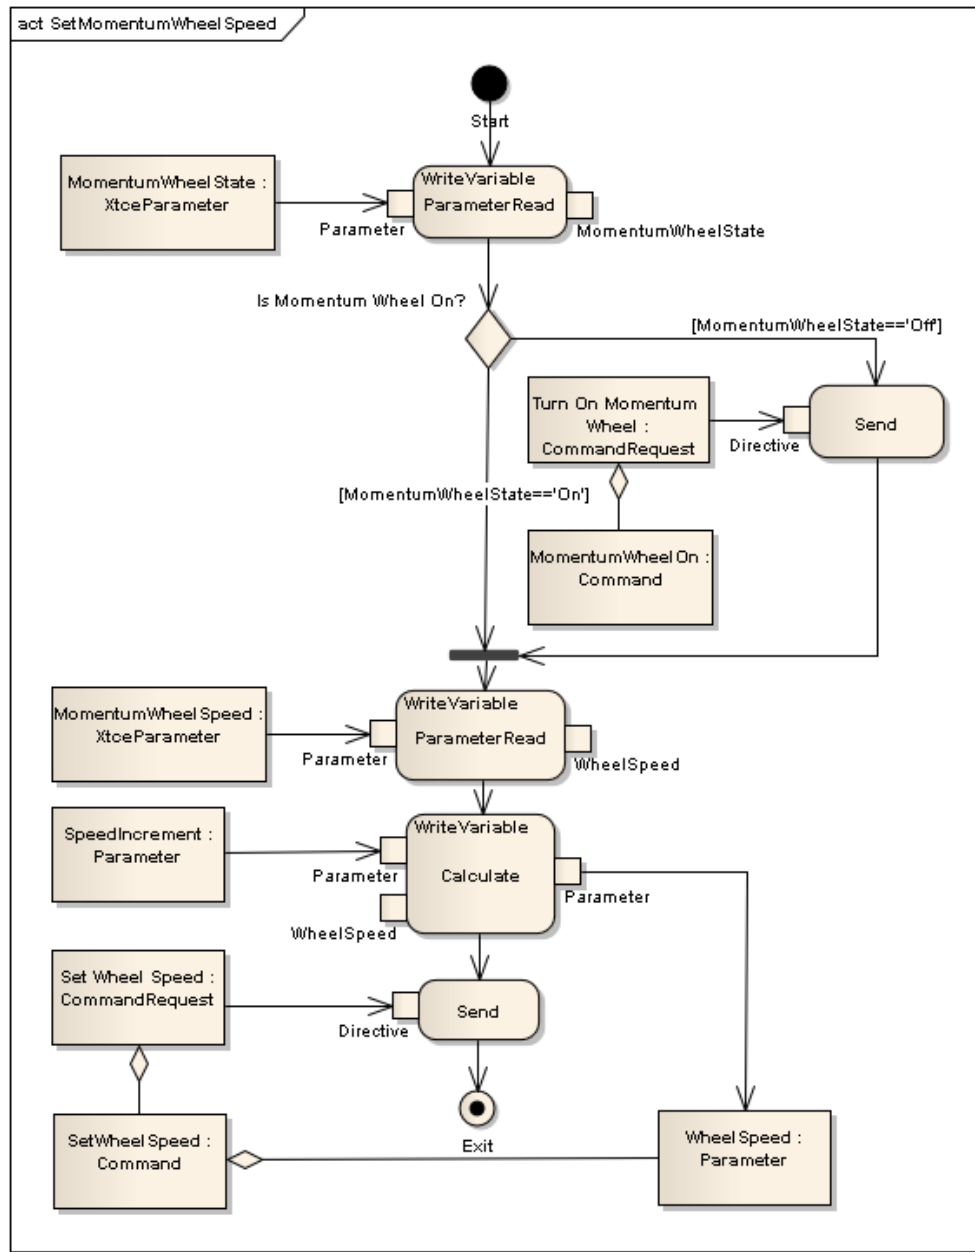 act SetMomentumWheelSpeed
Start
MomentumWheelState :
XtceParameter
WriteVariable
ParameterRead
Parameter
MomentumWheelState
Is Momentum Wheel On?
[MomentumWheelState=='Off']
Turn On Momentum
Wheel :
CommandRequest
Directive
Send
[MomentumWheelState=='On']
MomentumWheelOn :
Command
MomentumWheelSpeed :
XtceParameter
WriteVariable
ParameterRead
Parameter
WheelSpeed
SpeedIncrement :
Parameter
WriteVariable
Calculate
Parameter
Parameter
WheelSpeed
Set Wheel Speed :
CommandRequest
Directive
Send
SetWheelSpeed :
Command
Exit
WheelSpeed :
Parameter